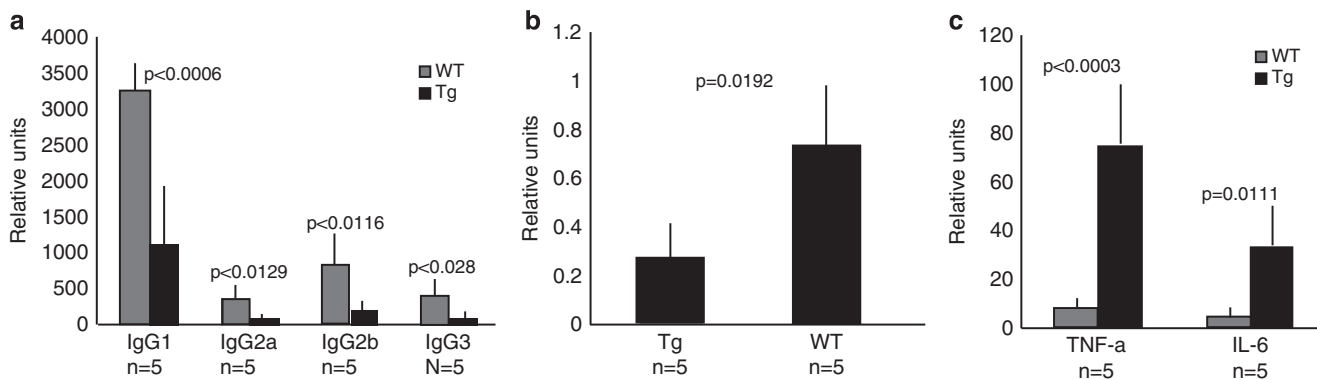 a
4000
3500
3000
2500
2000
1500
1000
500
0
Relative units
p<0.0006
p<0.0129
p<0.0116
p<0.028
WT
Tg
IgG1 IgG2a IgG2b IgG3
n=5 n=5 n=5 N=5
b
1.2
1
0.8
0.6
0.4
0.2
0
Relative units
p=0.0192
Tg WT
n=5 n=5
c
120
100
80
60
40
20
0
Relative units
p<0.0003
p=0.0111
WT
Tg
TNF-a IL-6
n=5 n=5